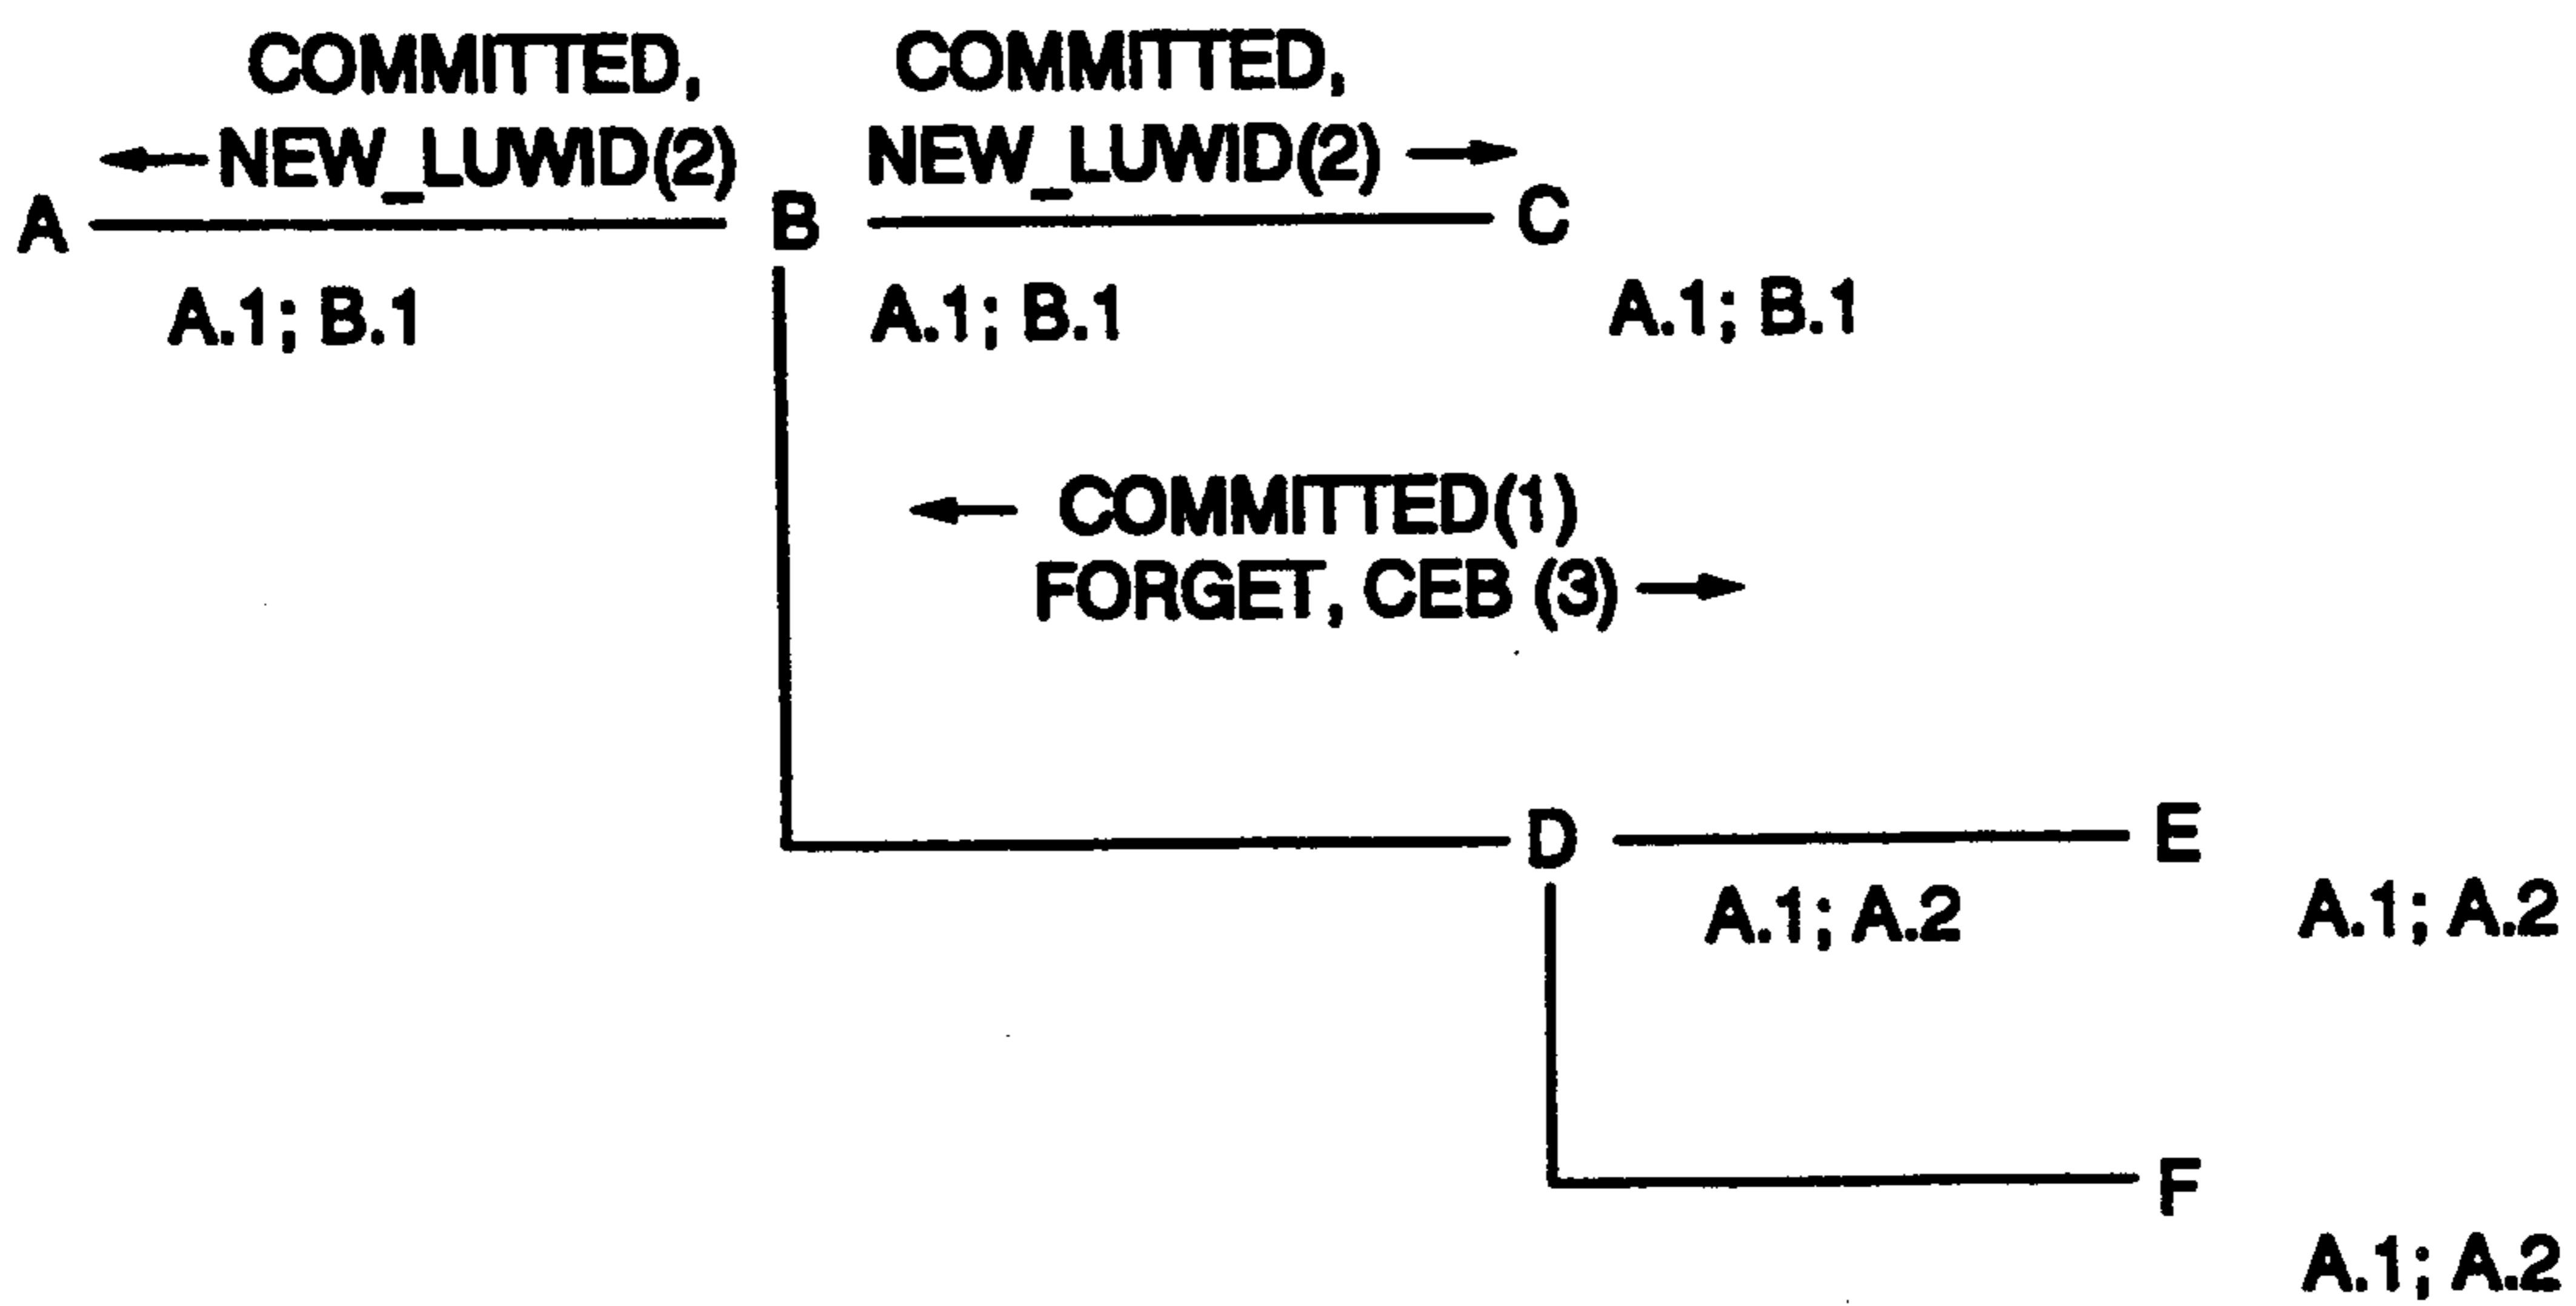 COMMITTED, COMMITTED,
←NEW_LUWID(2) NEW_LUWID(2) →
A B C
A.1; B.1 A.1; B.1 A.1; B.1
← COMMITTED(1)
FORGET, CEB (3) →
D E
A.1; A.2 A.1; A.2
F
A.1; A.2